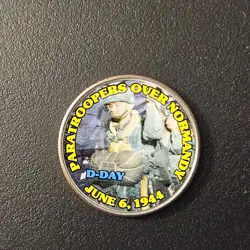 PARATROOPERS OVER NORMANDY
D-DAY
JUNE 6, 1944